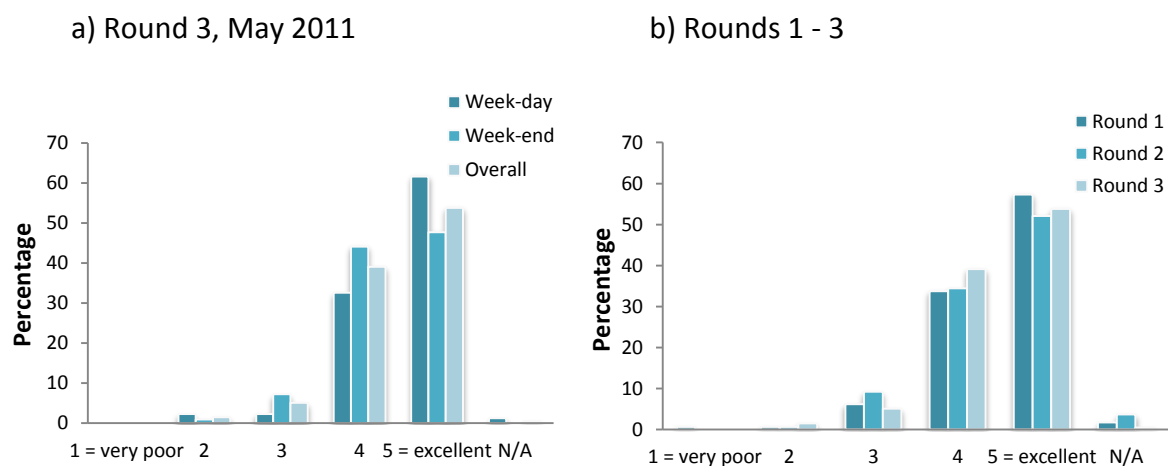 a) Round 3, May 2011
Week-day
Week-end
Overall
70
60
50
40
30
20
10
0
Percentage
1 = very poor 2 3 4 5 = excellent N/A
b) Rounds 1 - 3
Round 1
Round 2
Round 3
70
60
50
40
30
20
10
0
Percentage
1 = very poor 2 3 4 5 = excellent N/A